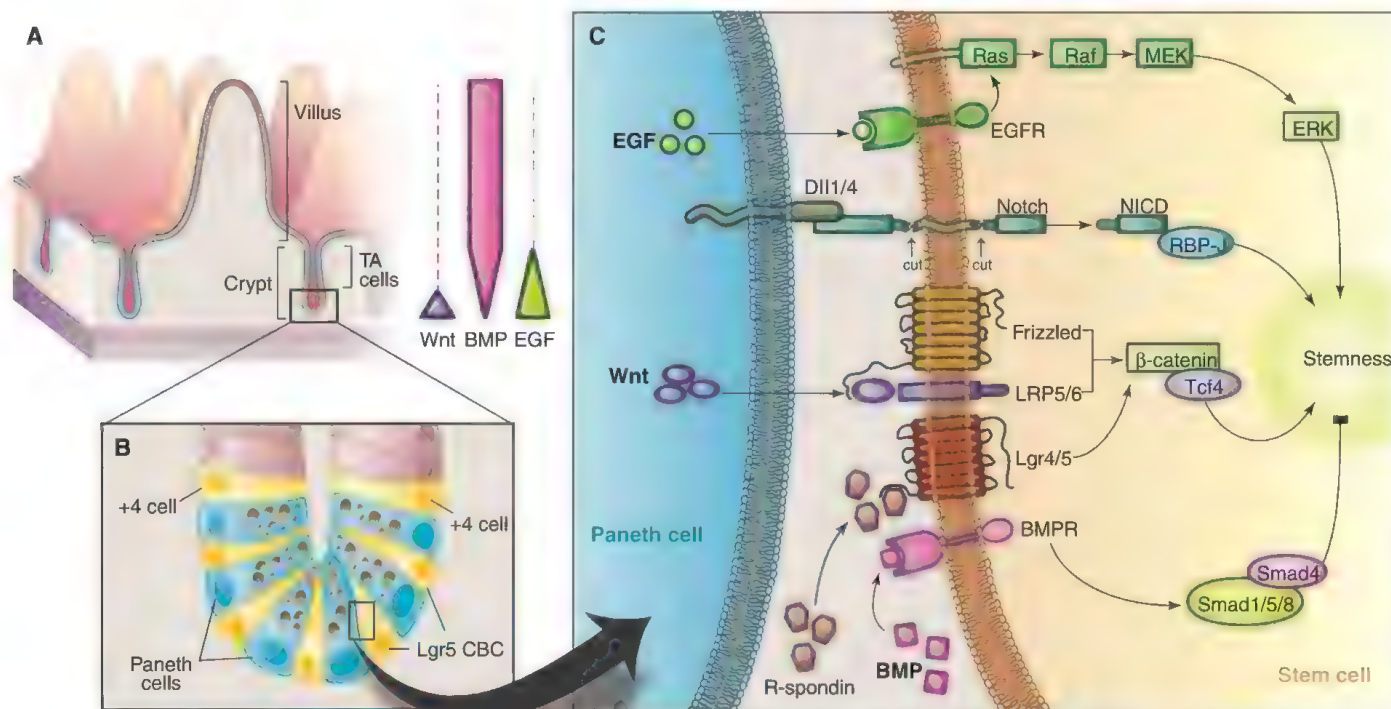 A
Villus
Crypt
TA
cells
Wnt
BMP
EGF
B
+4 cell
+4 cell
Paneth
cells
Lgr5 CBC
C
Ras
Raf
MEK
EGF
EGFR
ERK
Dll1/4
Notch
NICD
RBP-J
cut
cut
Frizzled
Wnt
LRP5/6
β-catenin
Tcf4
Stemness
Lgr4/5
Paneth cell
BMPR
Smad4
Smad1/5/8
R-spondin
BMP
Stem cell